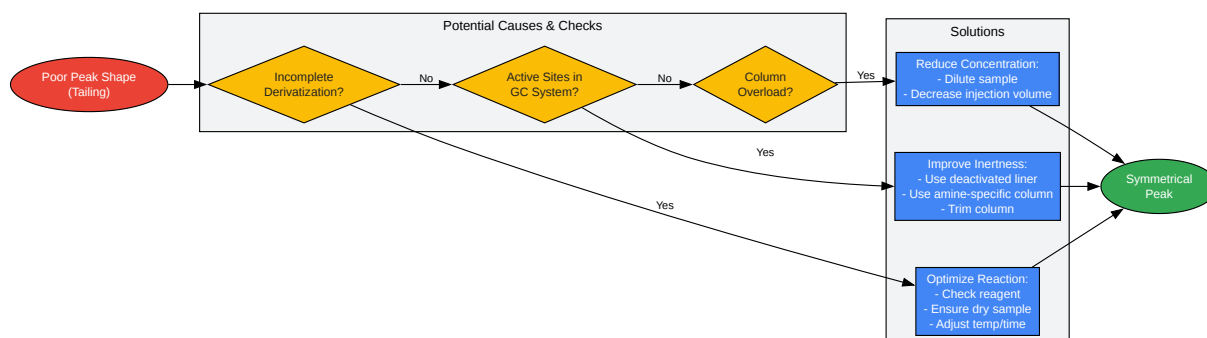 Potential Causes & Checks
Poor Peak Shape
(Tailing)
Incomplete
Derivatization?
No
Active Sites in
GC System?
No
Column
Overload?
Yes
Yes
Yes
Solutions
Reduce Concentration:
- Dilute sample
- Decrease injection volume
Improve Inertness:
- Use deactivated liner
- Use amine-specific column
- Trim column
Optimize Reaction:
- Check reagent
- Ensure dry sample
- Adjust temp/time
Symmetrical
Peak